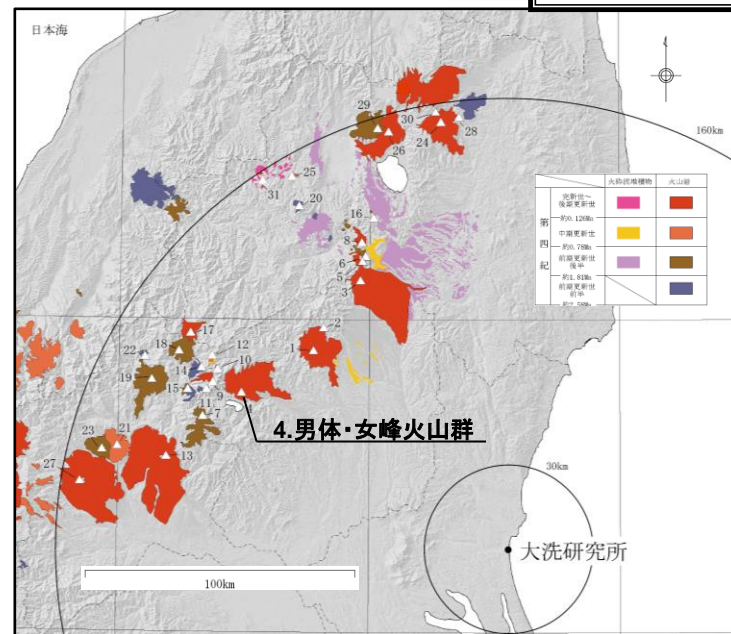 日本海
160km
29
30
28
24
26
25
31
20
16
8
6
5
3
17
2
18
12
1
22
14
10
19
15
9
4
11
7
4.男体・女峰火山群
23
21
13
27
30km
大洗研究所
100km
火砕流堆積物
火山岩
第四紀
完新世～
後期更新世
約0.126Ma
中期更新世
約0.78Ma
前期更新世
後半
約1.81Ma
前期更新世
前半
約2.58Ma